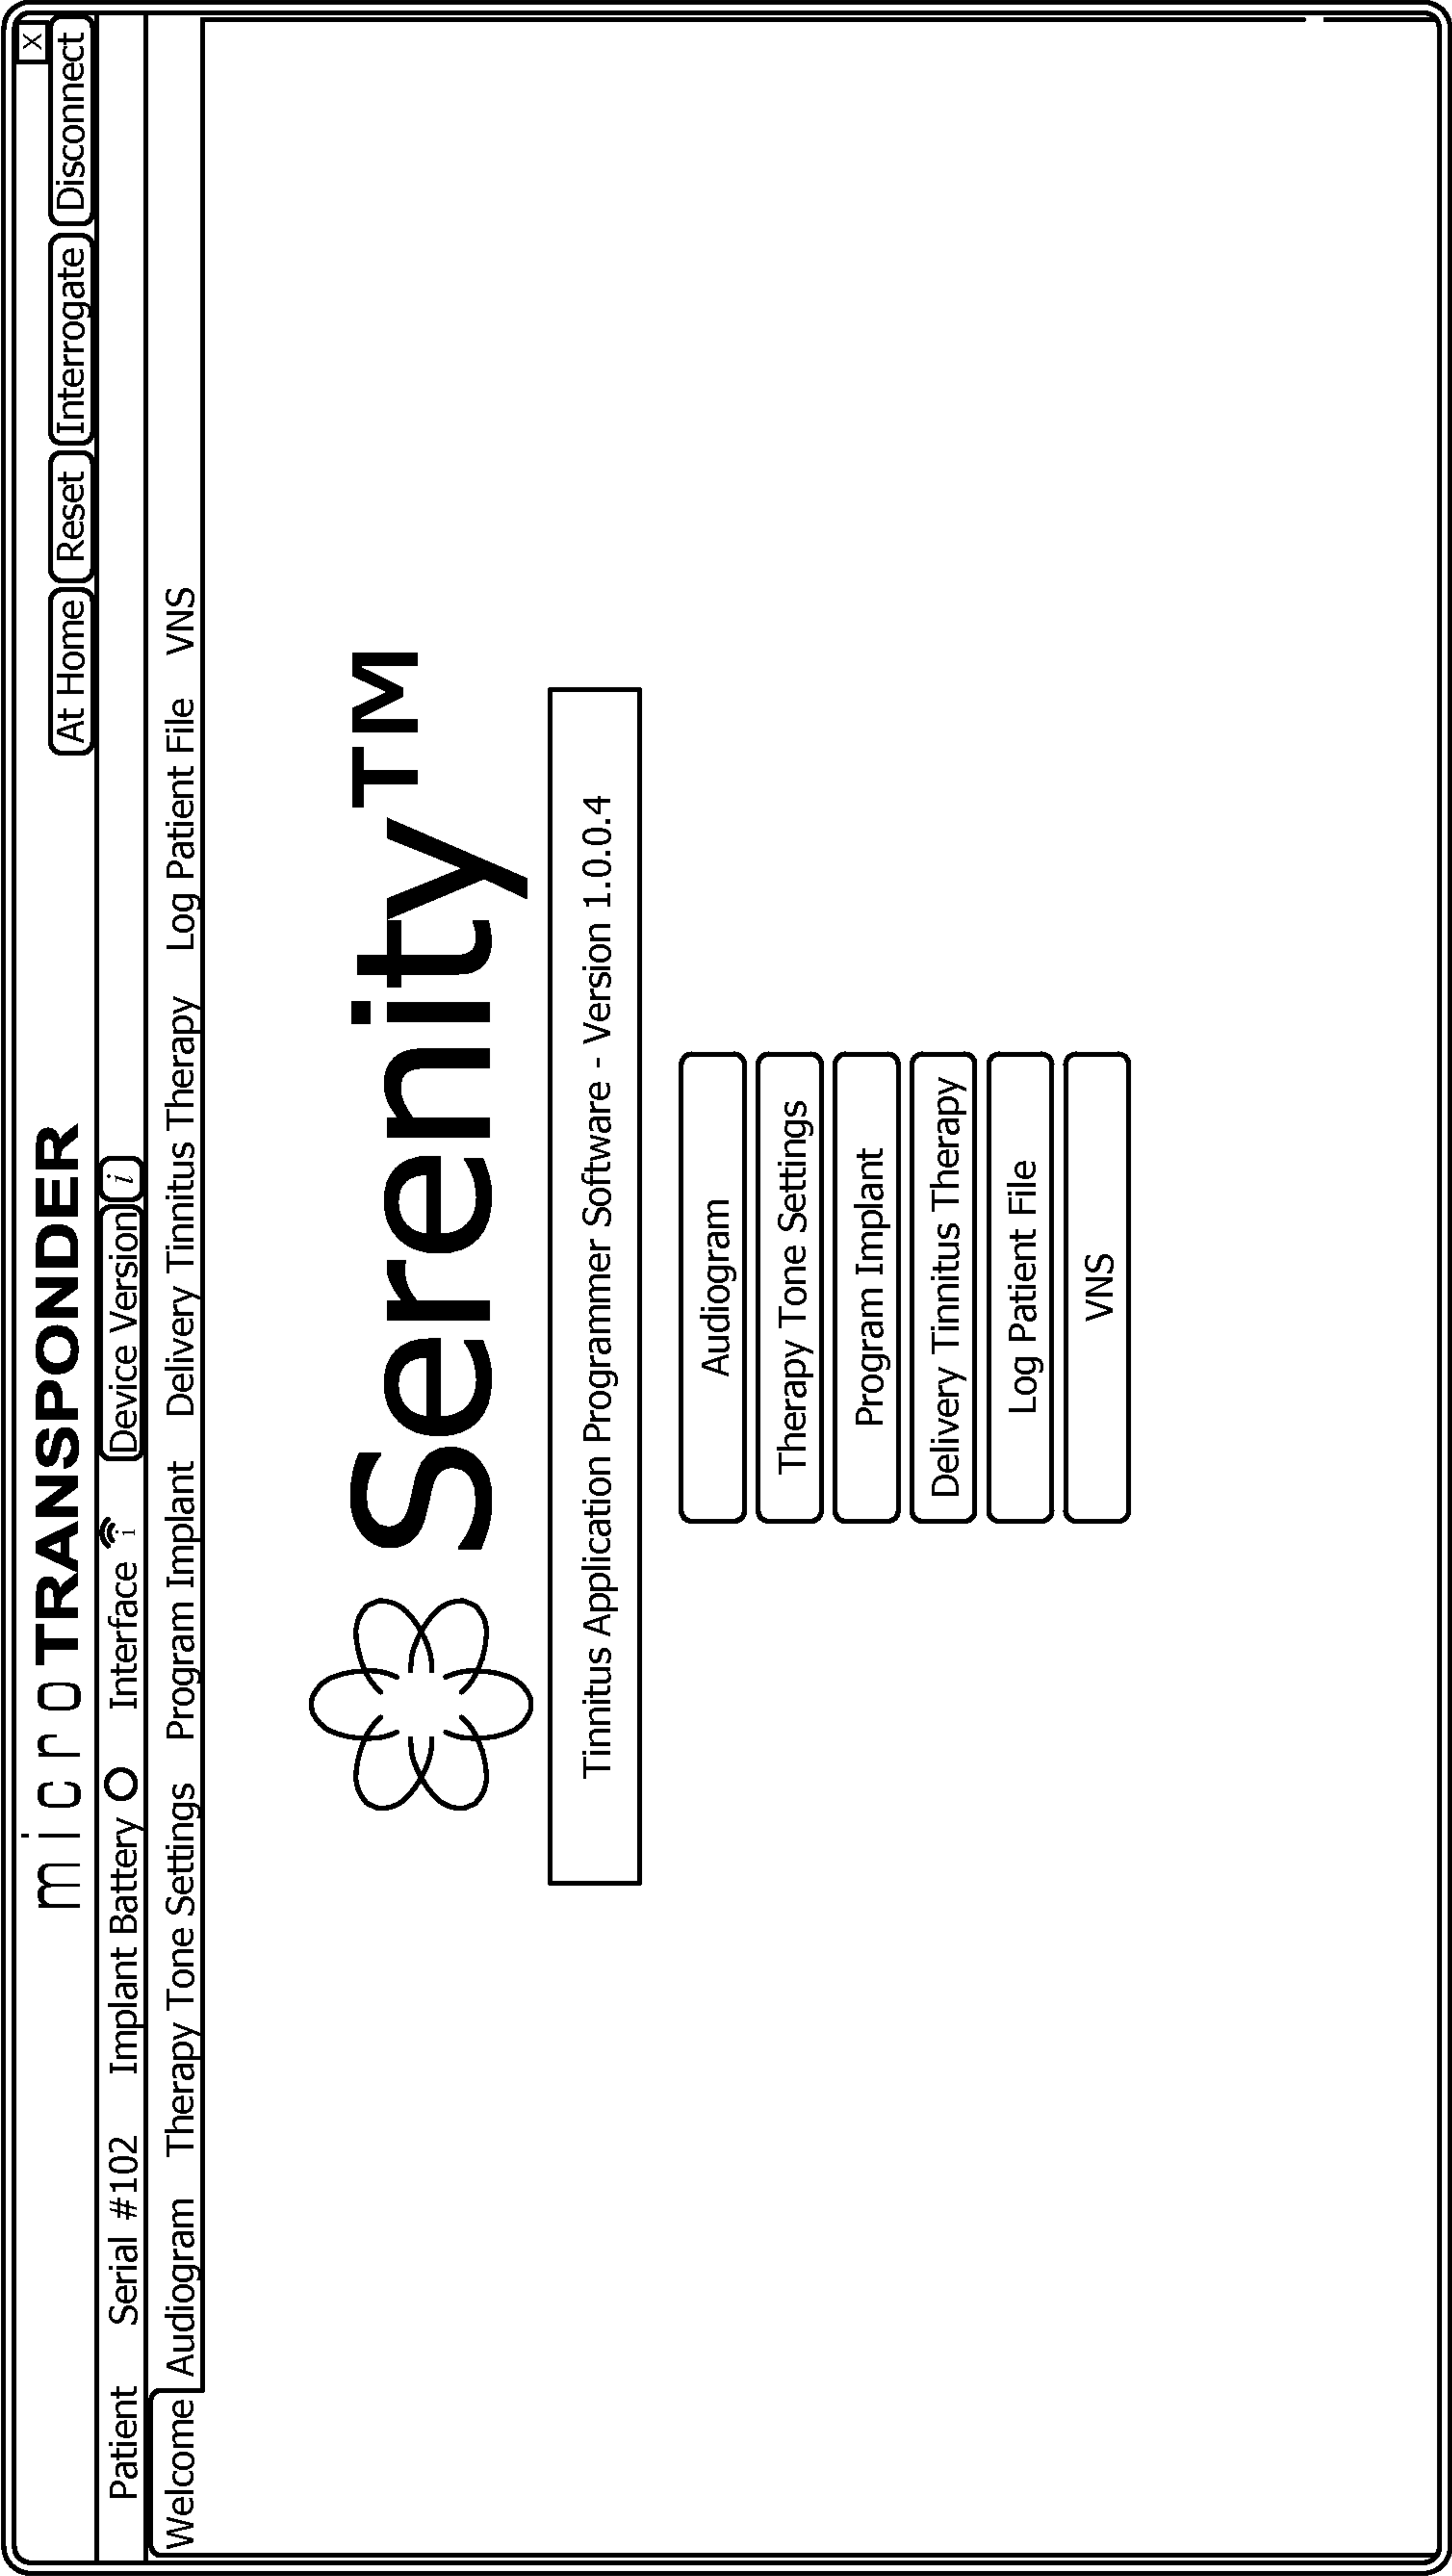 X
microTRANSPONDER
At Home Reset Interrogate Disconnect
Patient Serial #102 Implant Battery Interface i Device Version i
Welcome Audiogram Therapy Tone Settings Program Implant Delivery Tinnitus Therapy Log Patient File VNS
Serenity™
Tinnitus Application Programmer Software - Version 1.0.0.4
Audiogram
Therapy Tone Settings
Program Implant
Delivery Tinnitus Therapy
Log Patient File
VNS